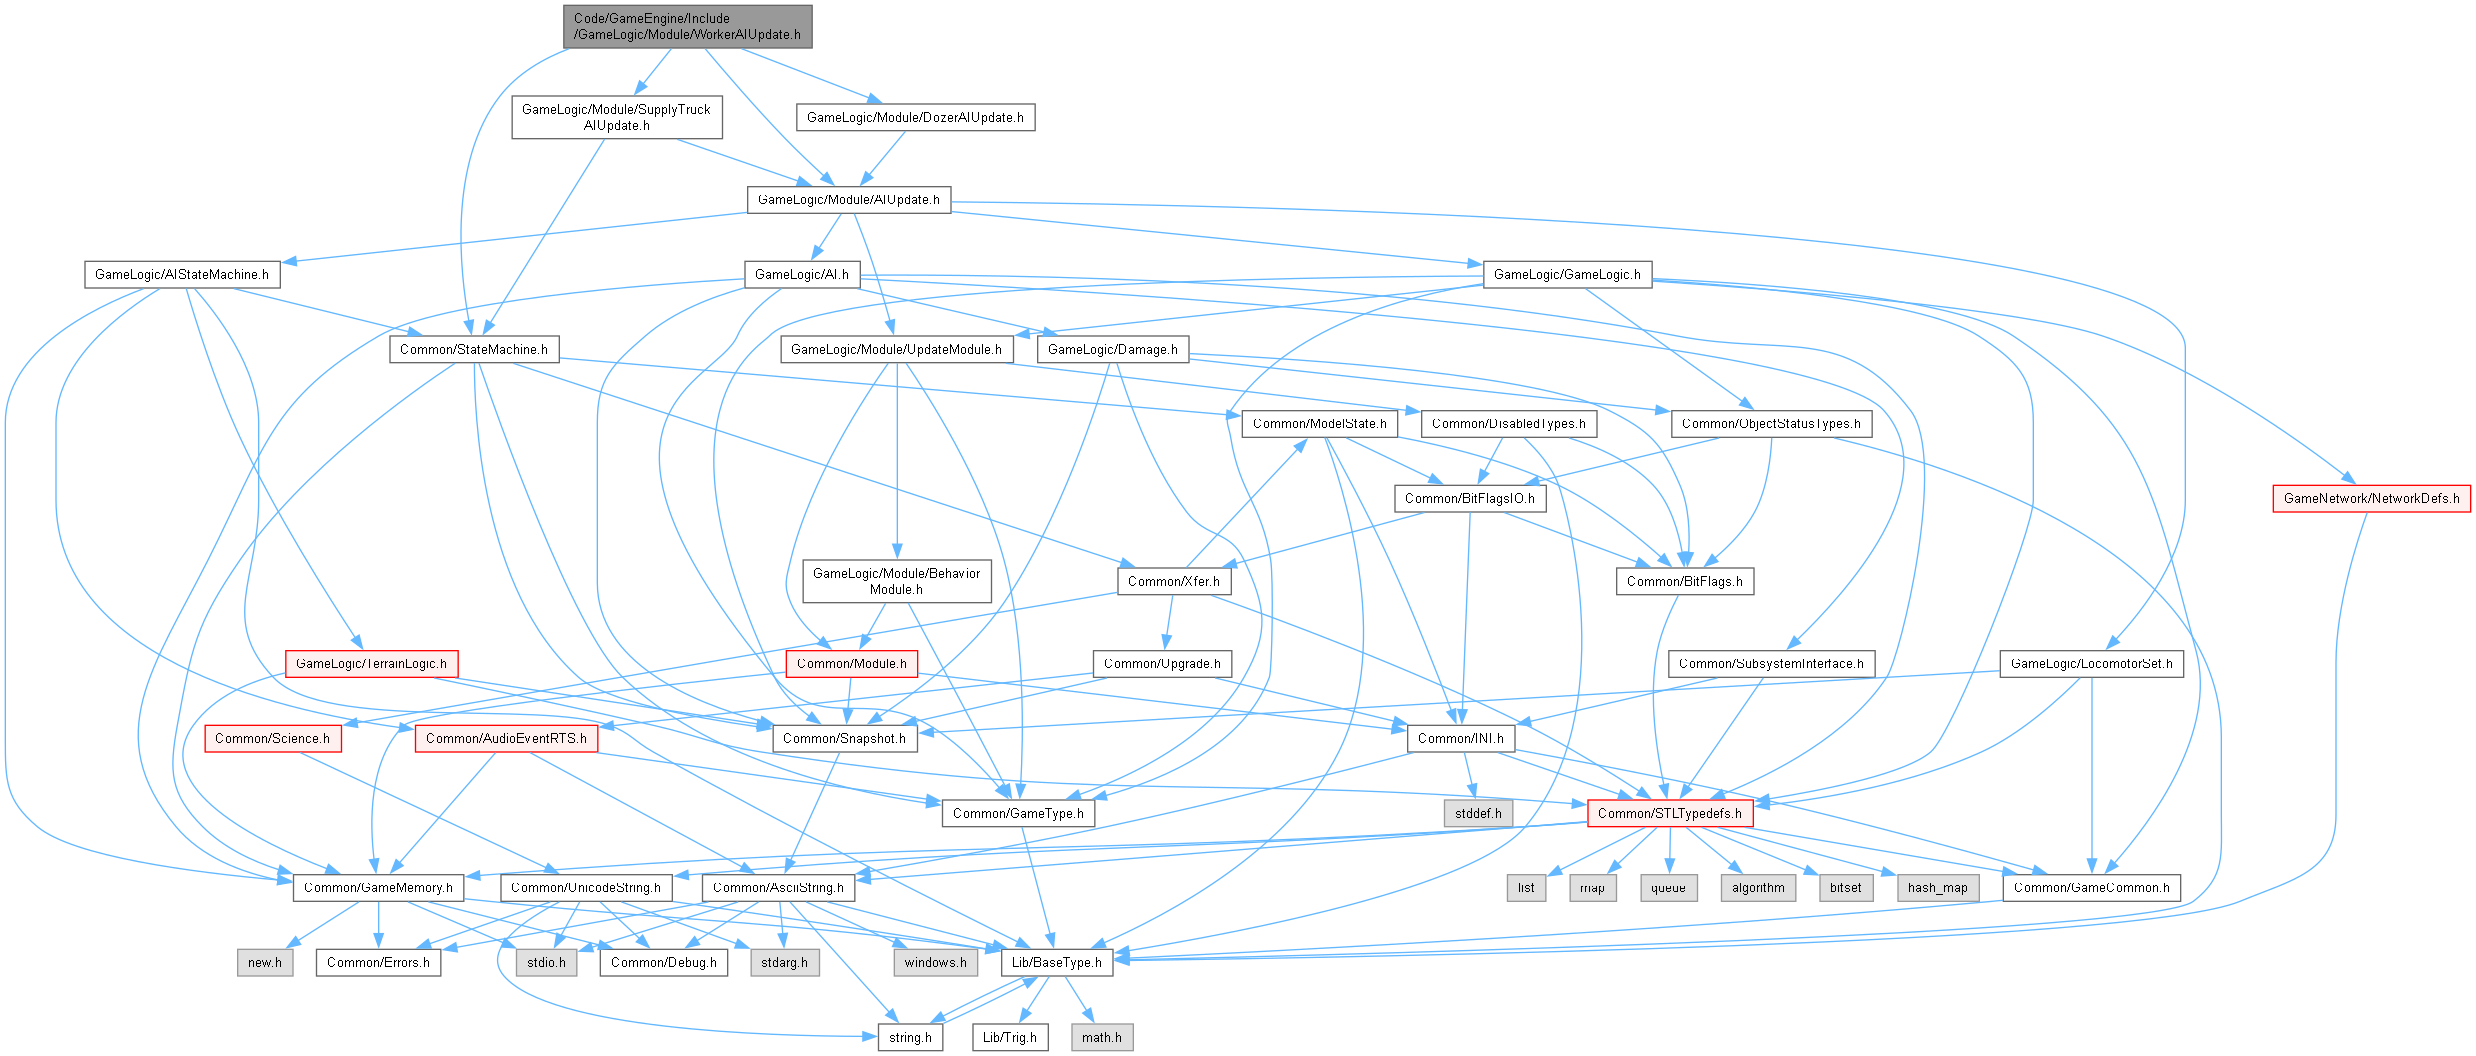 Code/GameEngine/Include
/GameLogic/Module/WorkerAIUpdate.h
GameLogic/Module/SupplyTruck
AIUpdate.h
GameLogic/Module/DozerAIUpdate.h
GameLogic/Module/AIUpdate.h
GameLogic/AIStateMachine.h
GameLogic/AI.h
GameLogic/GameLogic.h
Common/StateMachine.h
GameLogic/Module/UpdateModule.h
GameLogic/Damage.h
Common/ModelState.h
Common/DisabledTypes.h
Common/ObjectStatusTypes.h
Common/BitFlagsIO.h
GameNetwork/NetworkDefs.h
GameLogic/Module/Behavior
Module.h
Common/Xfer.h
Common/BitFlags.h
GameLogic/TerrainLogic.h
Common/Module.h
Common/Upgrade.h
Common/SubsystemInterface.h
GameLogic/LocomotorSet.h
Common/Science.h
Common/AudioEventRTS.h
Common/Snapshot.h
Common/INI.h
Common/GameType.h
stddef.h
Common/STLTypedefs.h
Common/GameMemory.h
Common/UnicodeString.h
Common/AsciiString.h
list
map
queue
algorithm
bitset
hash_map
Common/GameCommon.h
new.h
Common/Errors.h
stdio.h
Common/Debug.h
stdarg.h
windows.h
Lib/BaseType.h
string.h
Lib/Trig.h
math.h